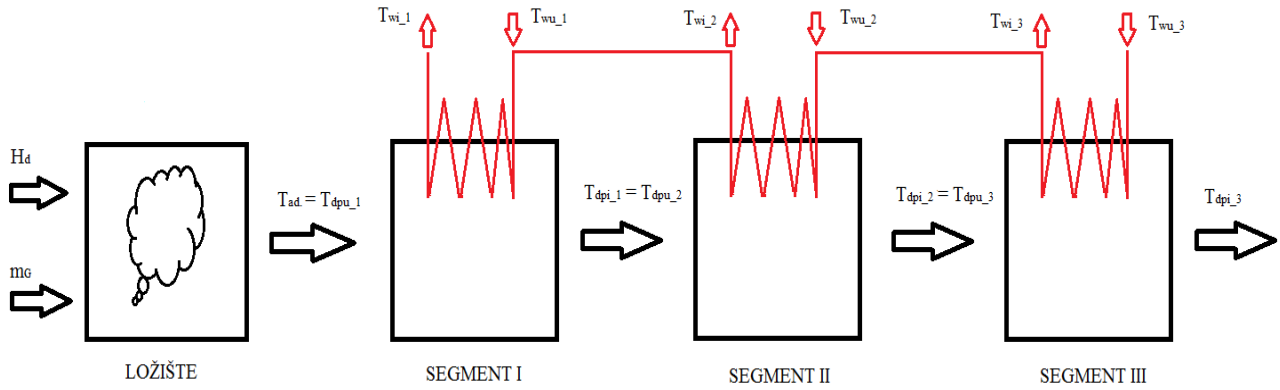 Twi_1
Twu_1
Twi_2
Twu_2
Twi_3
Twu_3
Hd
mG
Tad. = Tdpu_1
Tdpi_1 = Tdpu_2
Tdpi_2 = Tdpu_3
Tdpi_3
LOŽIŠTE
SEGMENT I
SEGMENT II
SEGMENT III